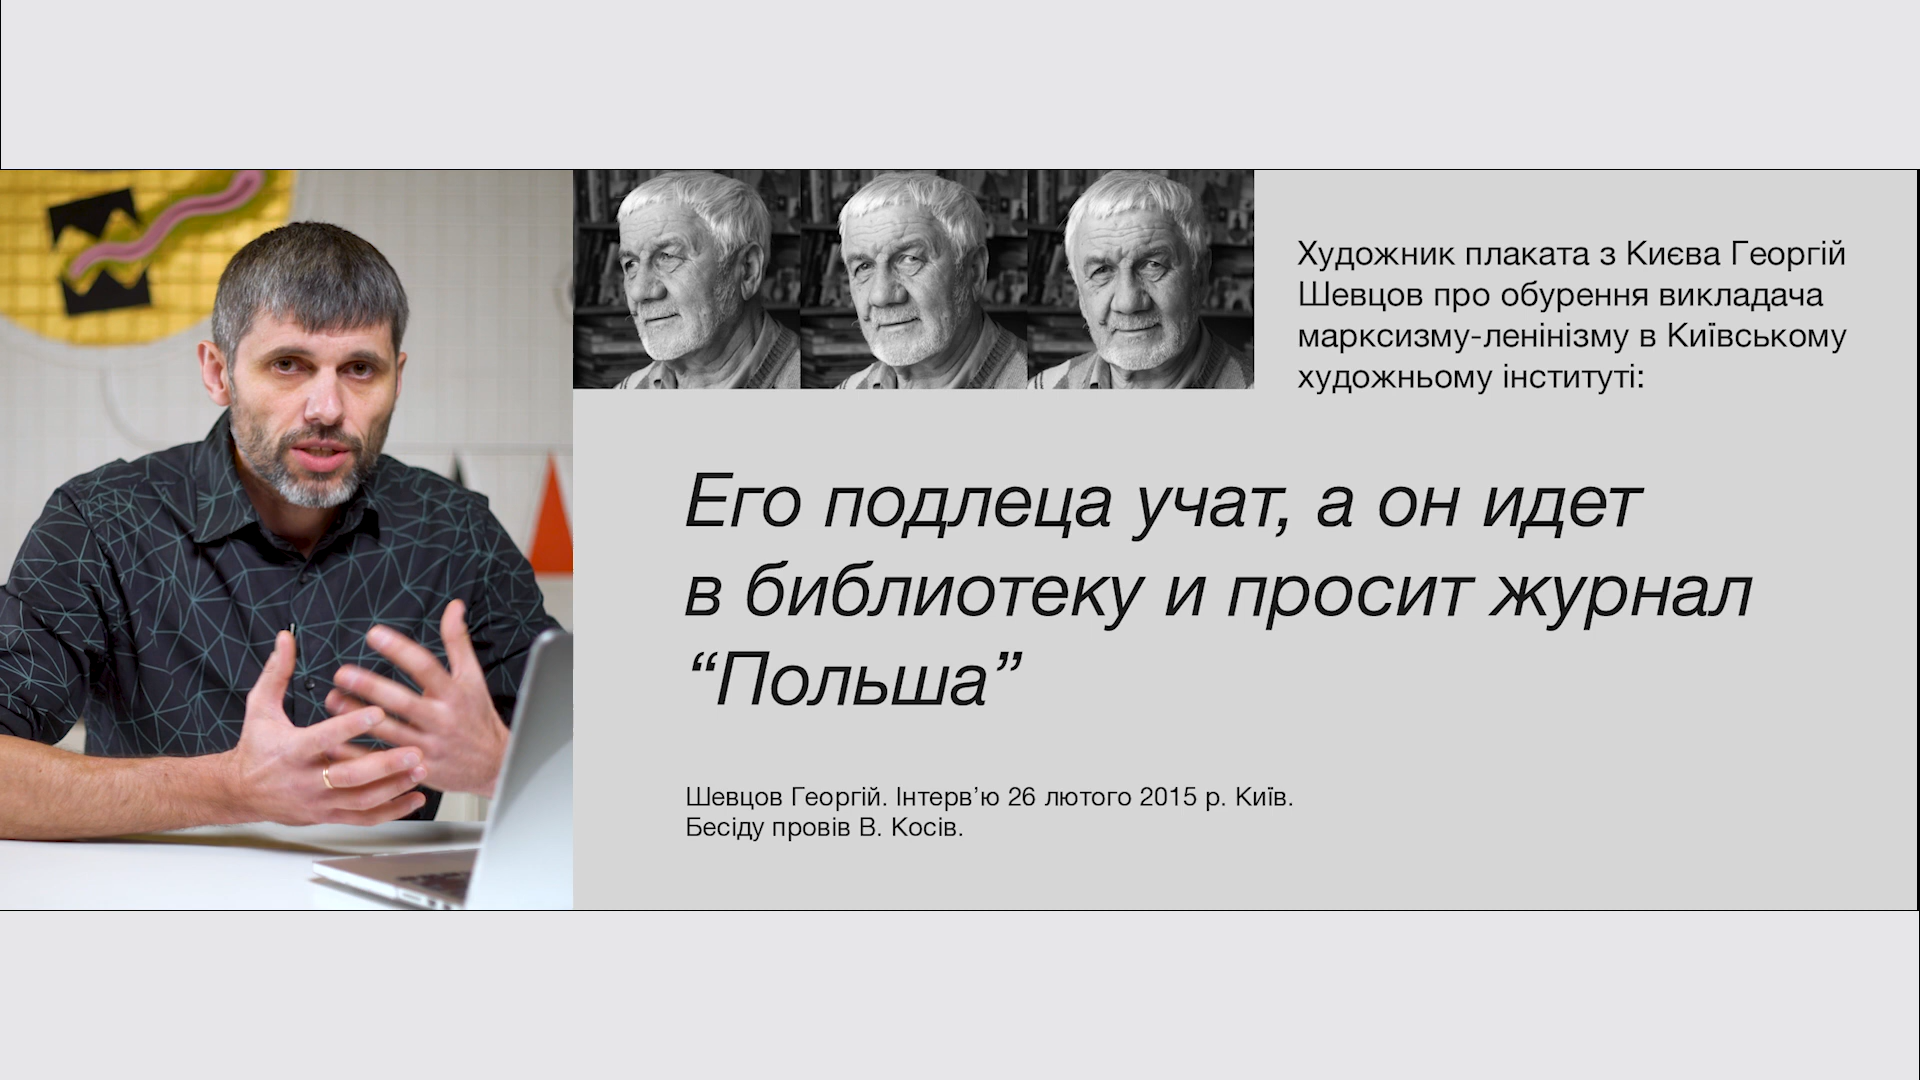 Художник плаката з Києва Георгій
Шевцов про обурення викладача
марксизму-ленінізму в Київському
художньому інституті:
Его подлеца учат, а он идет
в библиотеку и просит журнал
“Польша”
Шевцов Георгій. Інтерв’ю 26 лютого 2015 р. Київ.
Бесіду провів В. Косів.